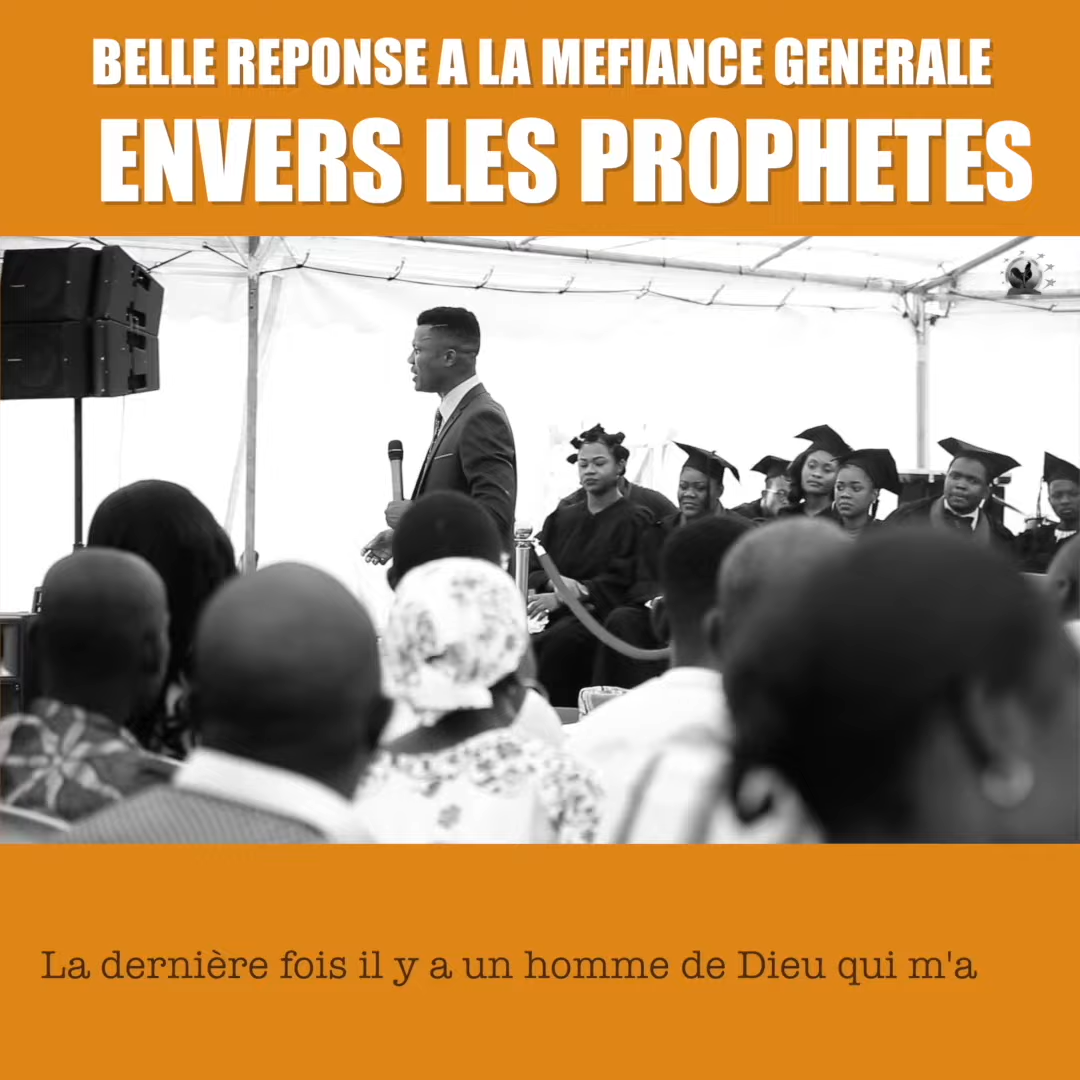 BELLE REPONSE A LA MEFIANCE GENERALE
ENVERS LES PROPHETES
La dernière fois il y a un homme de Dieu qui m'a